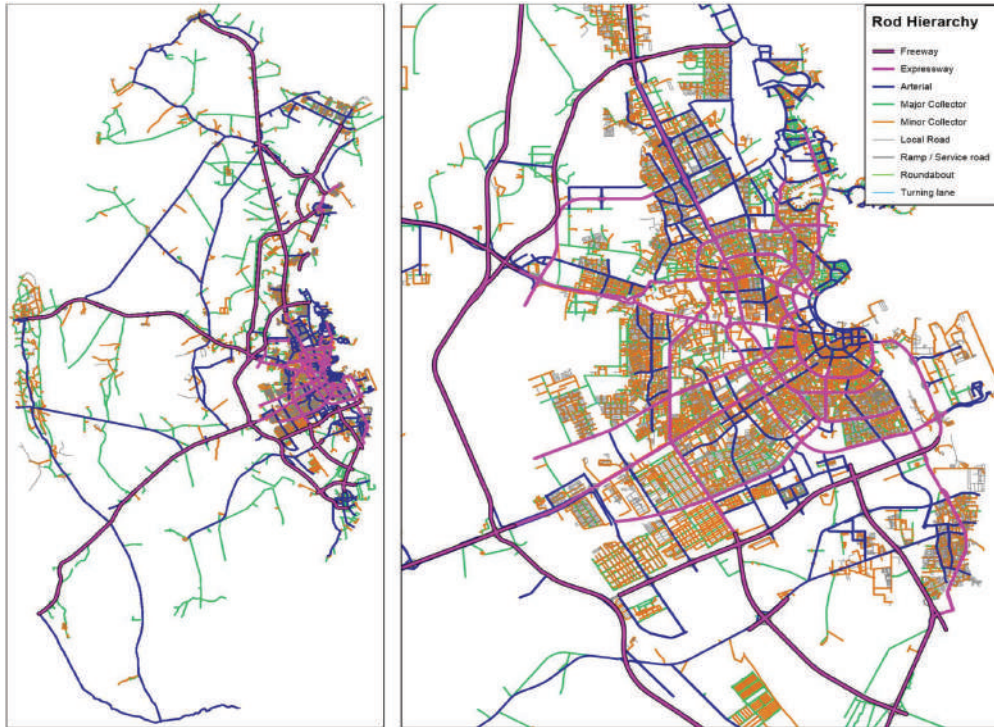 Rod Hierarchy
Freeway
Expressway
Arterial
Major Collector
Minor Collector
Local Road
Ramp / Service road
Roundabout
Turning lane